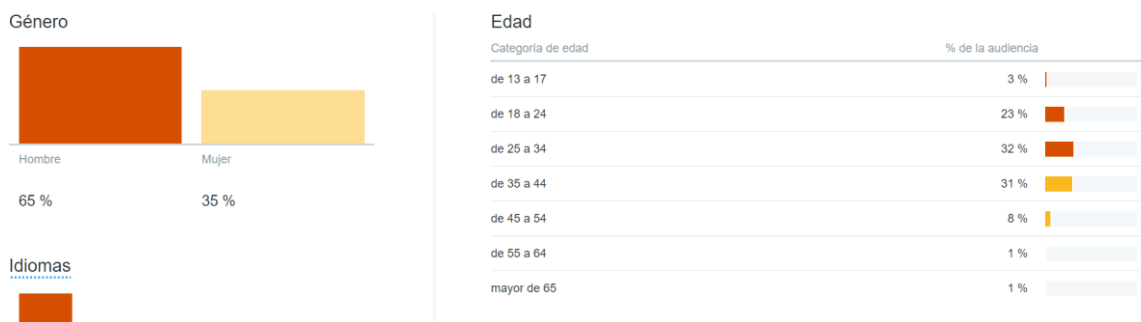 Género
Hombre Mujer
65 % 35 %
Idiomas
Edad
Categoría de edad % de la audiencia
de 13 a 17 3 %
de 18 a 24 23 %
de 25 a 34 32 %
de 35 a 44 31 %
de 45 a 54 8 %
de 55 a 64 1 %
mayor de 65 1 %